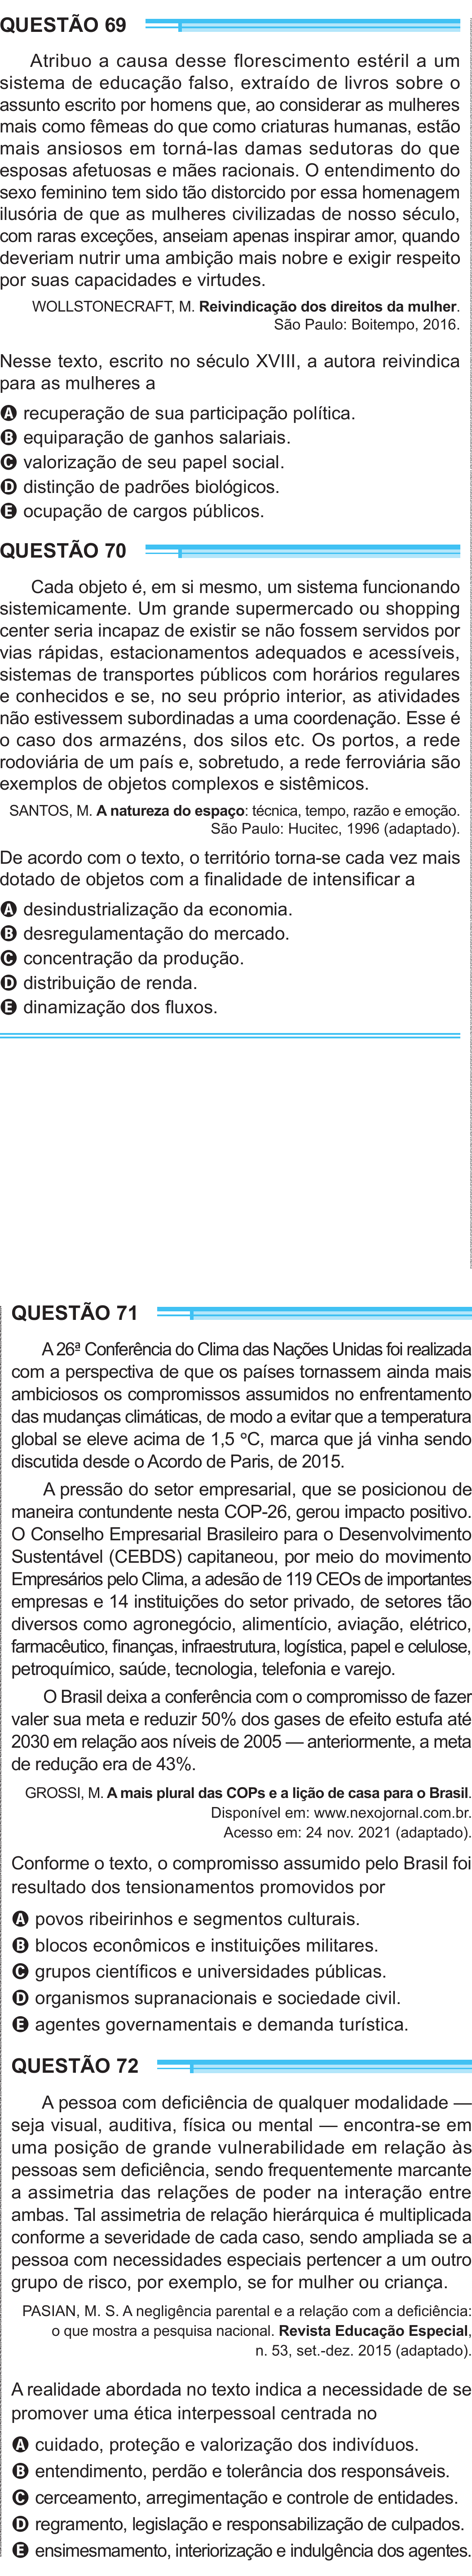 QUESTÃO 69
Atribuo a causa desse florescimento estéril a um
sistema de educação falso, extraído de livros sobre o
assunto escrito por homens que, ao considerar as mulheres
mais como fêmeas do que como criaturas humanas, estão
mais ansiosos em torná-las damas sedutoras do que
esposas afetuosas e mães racionais. O entendimento do
sexo feminino tem sido tão distorcido por essa homenagem
ilusória de que as mulheres civilizadas de nosso século,
com raras exceções, anseiam apenas inspirar amor, quando
deveriam nutrir uma ambição mais nobre e exigir respeito
por suas capacidades e virtudes.
WOLLSTONECRAFT, M. Reivindicação dos direitos da mulher.
São Paulo: Boitempo, 2016.
Nesse texto, escrito no século XVIII, a autora reivindica
para as mulheres a
A recuperação de sua participação política.
B equiparação de ganhos salariais.
C valorização de seu papel social.
D distinção de padrões biológicos.
E ocupação de cargos públicos.
QUESTÃO 70
Cada objeto é, em si mesmo, um sistema funcionando
sistemicamente. Um grande supermercado ou shopping
center seria incapaz de existir se não fossem servidos por
vias rápidas, estacionamentos adequados e acessíveis,
sistemas de transportes públicos com horários regulares
e conhecidos e se, no seu próprio interior, as atividades
não estivessem subordinadas a uma coordenação. Esse é
o caso dos armazéns, dos silos etc. Os portos, a rede
rodoviária de um país e, sobretudo, a rede ferroviária são
exemplos de objetos complexos e sistêmicos.
SANTOS, M. A natureza do espaço: técnica, tempo, razão e emoção.
São Paulo: Hucitec, 1996 (adaptado).
De acordo com o texto, o território torna-se cada vez mais
dotado de objetos com a finalidade de intensificar a
A desindustrialização da economia.
B desregulamentação do mercado.
C concentração da produção.
D distribuição de renda.
E dinamização dos fluxos.
QUESTÃO 71
A 26ª Conferência do Clima das Nações Unidas foi realizada
com a perspectiva de que os países tornassem ainda mais
ambiciosos os compromissos assumidos no enfrentamento
das mudanças climáticas, de modo a evitar que a temperatura
global se eleve acima de 1,5 ºC, marca que já vinha sendo
discutida desde o Acordo de Paris, de 2015.
A pressão do setor empresarial, que se posicionou de
maneira contundente nesta COP-26, gerou impacto positivo.
O Conselho Empresarial Brasileiro para o Desenvolvimento
Sustentável (CEBDS) capitaneou, por meio do movimento
Empresários pelo Clima, a adesão de 119 CEOs de importantes
empresas e 14 instituições do setor privado, de setores tão
diversos como agronegócio, alimentício, aviação, elétrico,
farmacêutico, finanças, infraestrutura, logística, papel e celulose,
petroquímico, saúde, tecnologia, telefonia e varejo.
O Brasil deixa a conferência com o compromisso de fazer
valer sua meta e reduzir 50% dos gases de efeito estufa até
2030 em relação aos níveis de 2005 — anteriormente, a meta
de redução era de 43%.
GROSSI, M. A mais plural das COPs e a lição de casa para o Brasil.
Disponível em: www.nexojornal.com.br.
Acesso em: 24 nov. 2021 (adaptado).
Conforme o texto, o compromisso assumido pelo Brasil foi
resultado dos tensionamentos promovidos por
A povos ribeirinhos e segmentos culturais.
B blocos econômicos e instituições militares.
C grupos científicos e universidades públicas.
D organismos supranacionais e sociedade civil.
E agentes governamentais e demanda turística.
QUESTÃO 72
A pessoa com deficiência de qualquer modalidade —
seja visual, auditiva, física ou mental — encontra-se em
uma posição de grande vulnerabilidade em relação às
pessoas sem deficiência, sendo frequentemente marcante
a assimetria das relações de poder na interação entre
ambas. Tal assimetria de relação hierárquica é multiplicada
conforme a severidade de cada caso, sendo ampliada se a
pessoa com necessidades especiais pertencer a um outro
grupo de risco, por exemplo, se for mulher ou criança.
PASIAN, M. S. A negligência parental e a relação com a deficiência:
o que mostra a pesquisa nacional. Revista Educação Especial,
n. 53, set.-dez. 2015 (adaptado).
A realidade abordada no texto indica a necessidade de se
promover uma ética interpessoal centrada no
A cuidado, proteção e valorização dos indivíduos.
B entendimento, perdão e tolerância dos responsáveis.
C cerceamento, arregimentação e controle de entidades.
D regramento, legislação e responsabilização de culpados.
E ensimesmamento, interiorização e indulgência dos agentes.